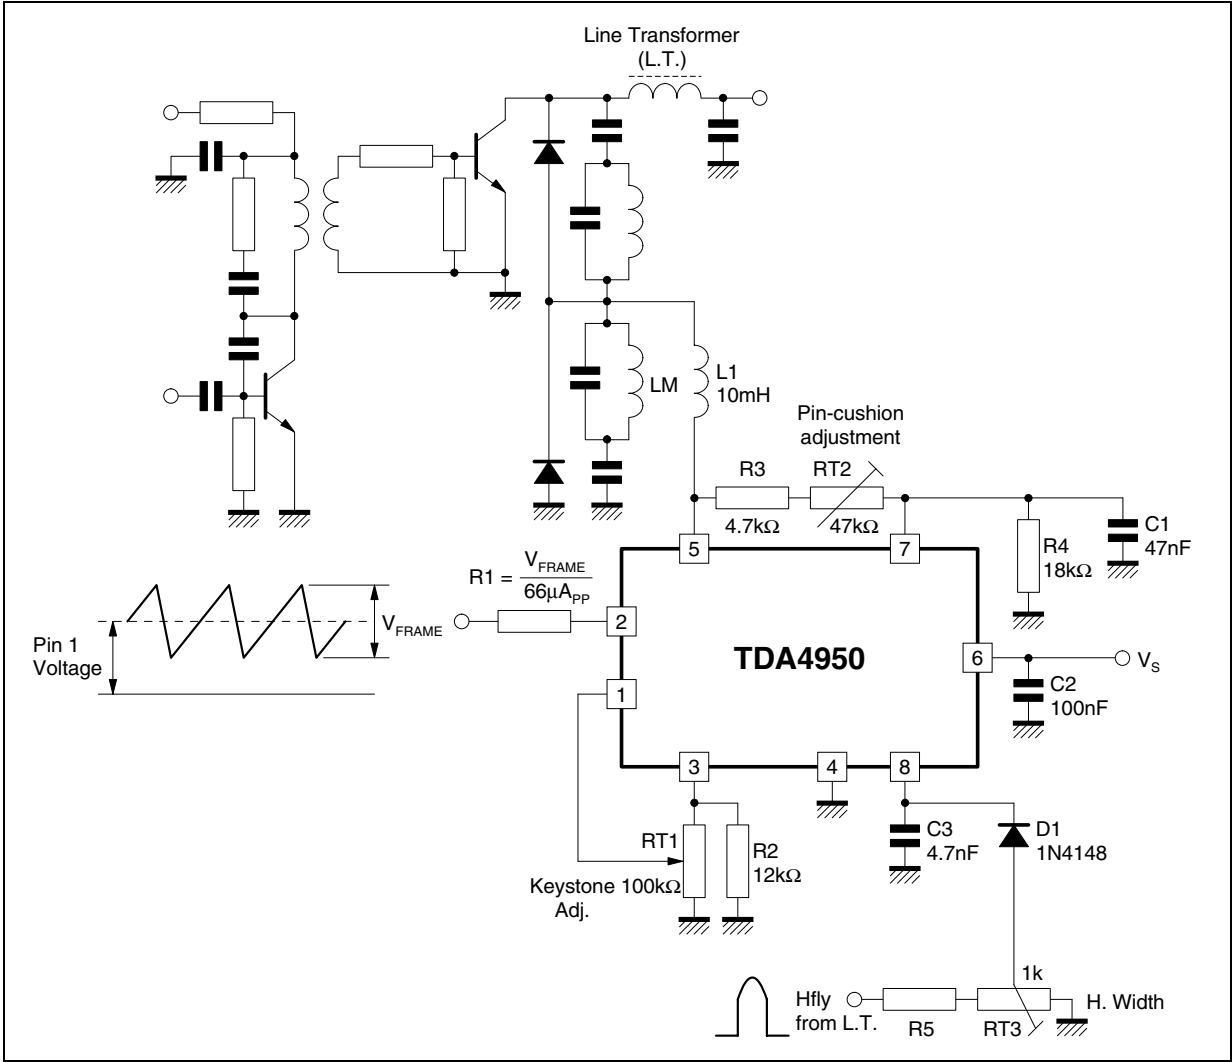 Line Transformer
(L.T.)
LM
L1
10mH
Pin-cushion
adjustment
R3
RT2
4.7kΩ
47kΩ
C1
47nF
R4
18kΩ
5
7
R1 = V_FRAME / 66µA_PP
V_FRAME
Pin 1
Voltage
2
TDA4950
6
V_S
1
C2
100nF
3
4
8
RT1
R2
12kΩ
C3
4.7nF
D1
1N4148
Keystone 100kΩ
Adj.
1k
Hfly
from L.T.
R5
RT3
H. Width